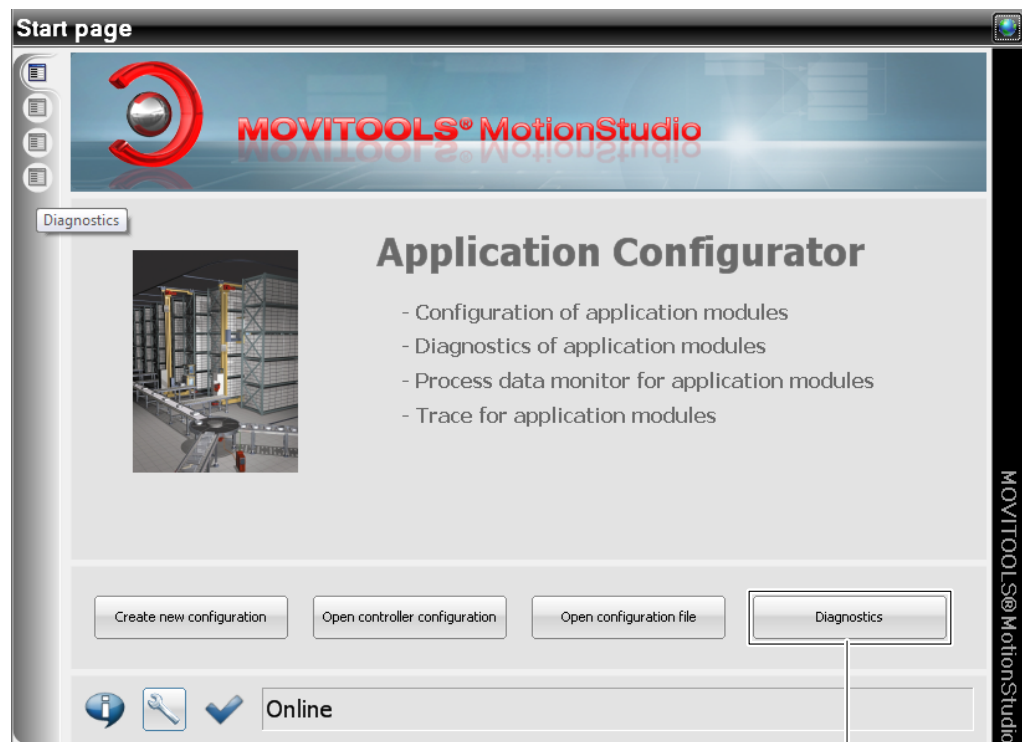 Start page
MOVITOOLS® MotionStudio
Diagnostics
Application Configurator
- Configuration of application modules
- Diagnostics of application modules
- Process data monitor for application modules
- Trace for application modules
Create new configuration
Open controller configuration
Open configuration file
Diagnostics
Online
MOVITOOLS®MotionStudio